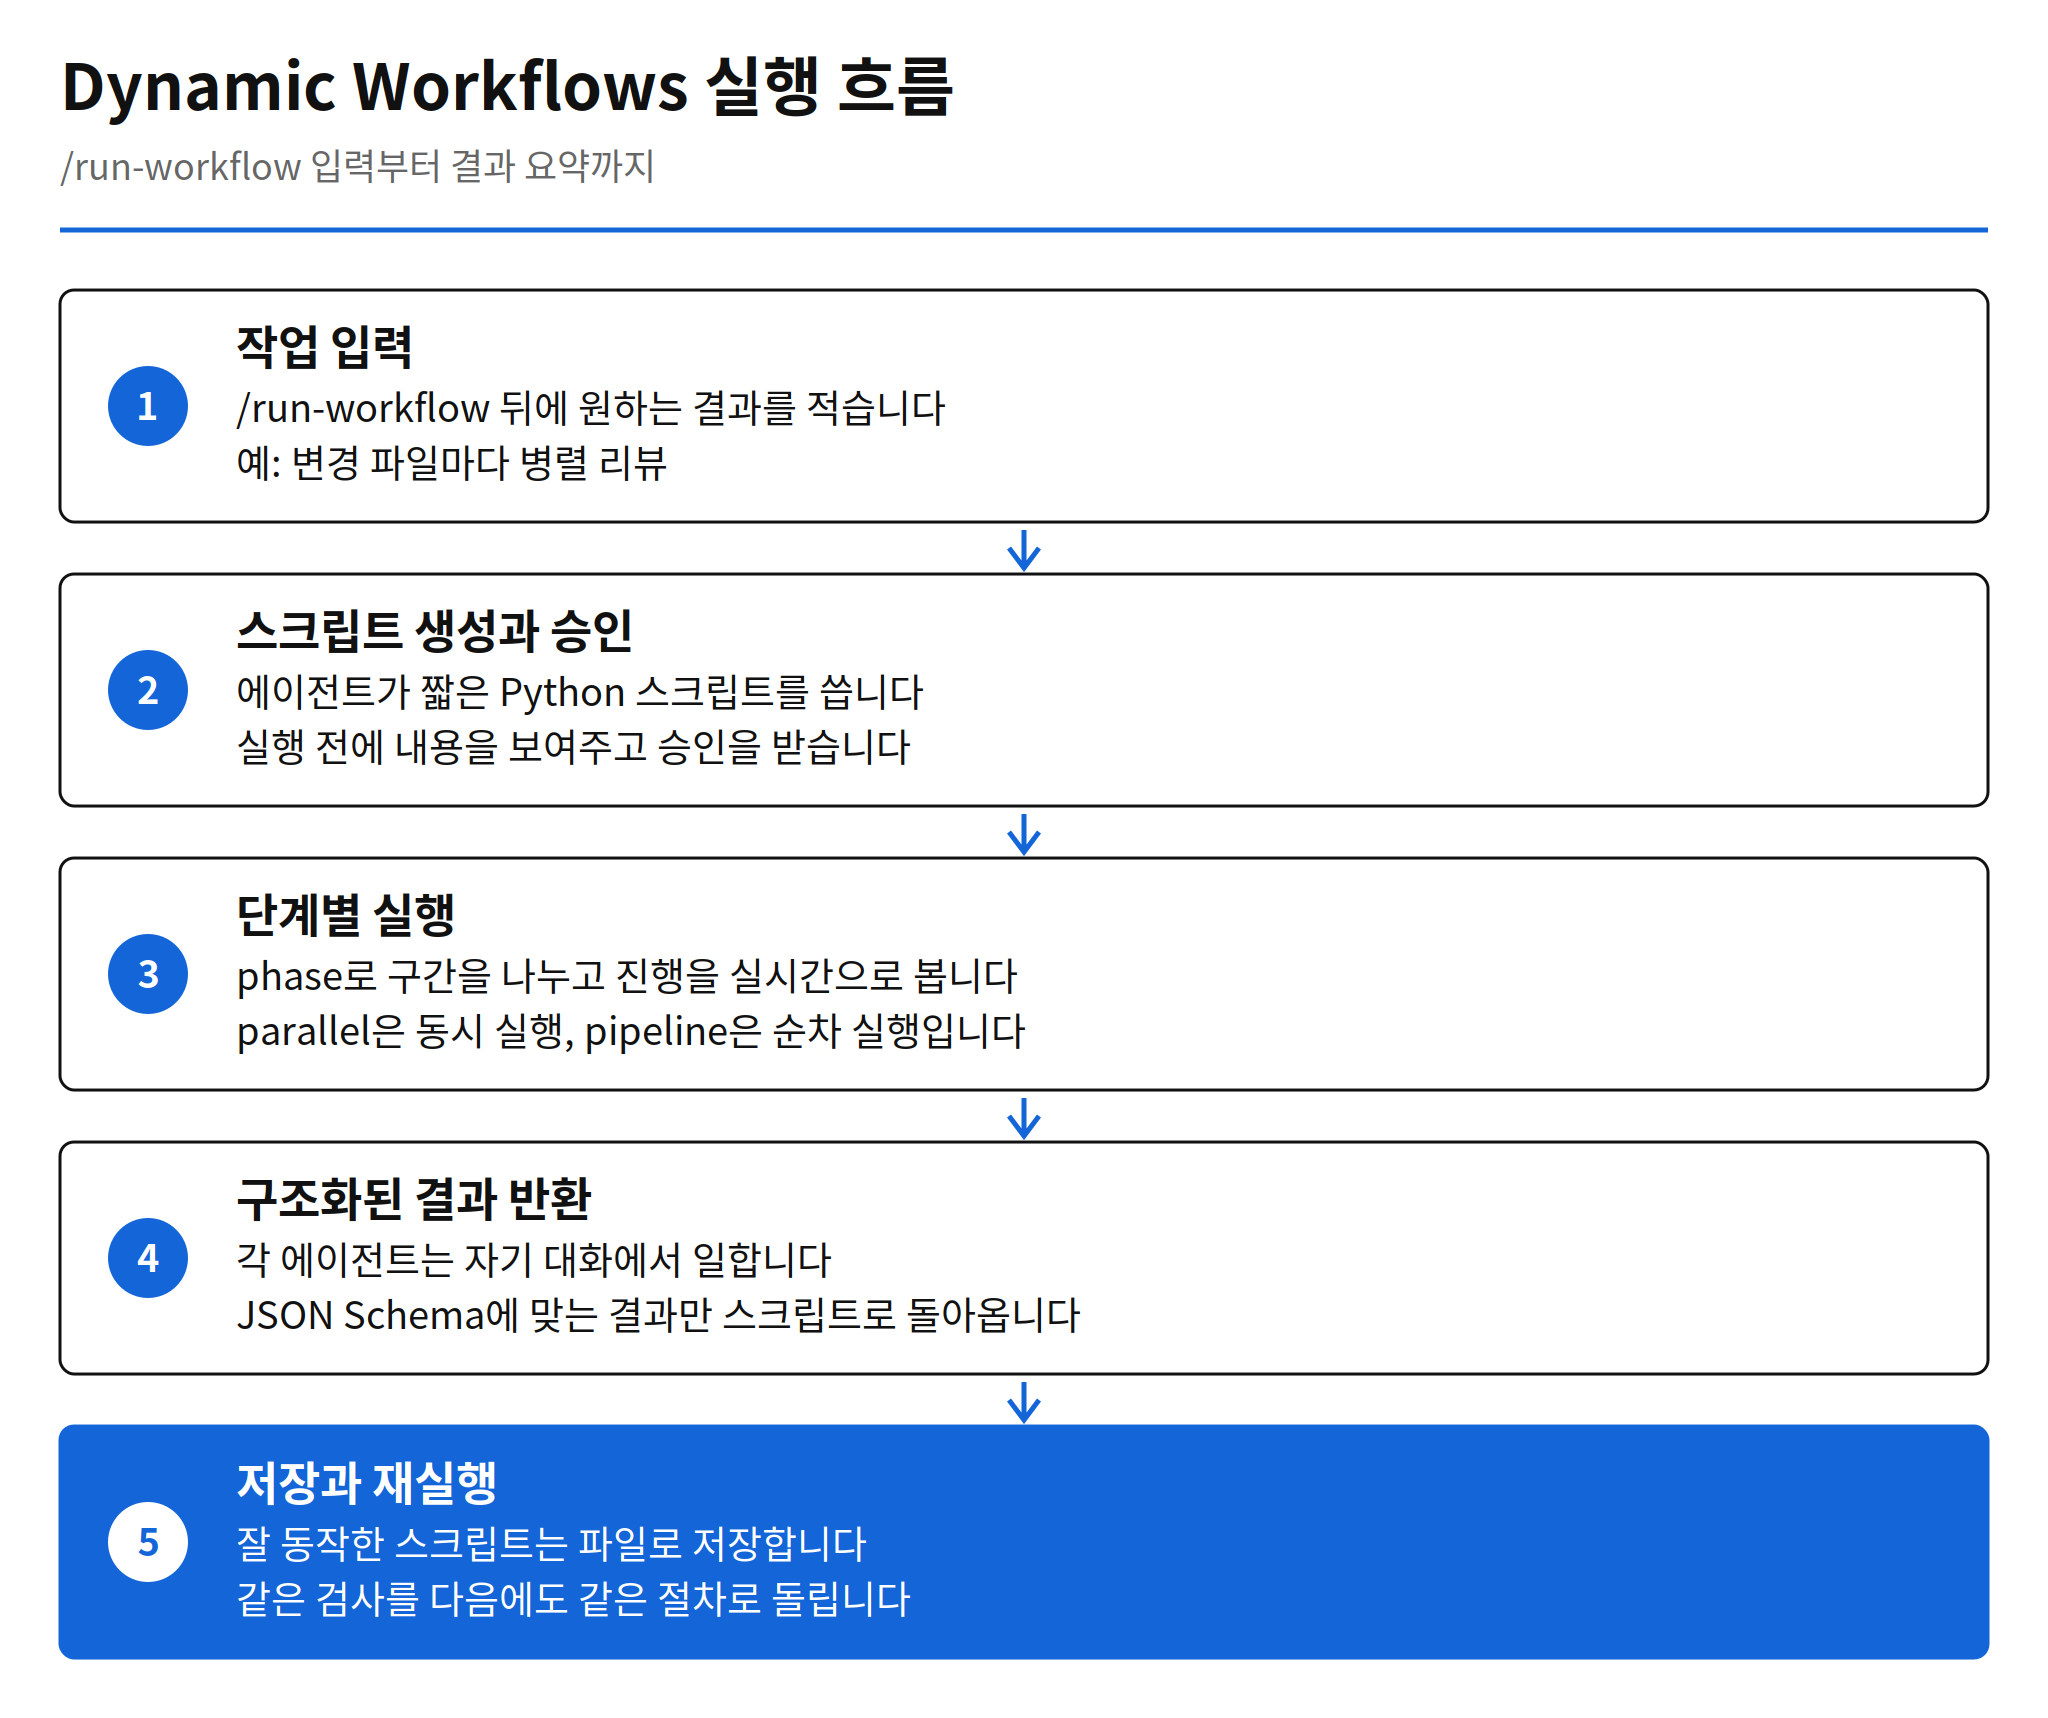 Dynamic Workflows 실행 흐름
/run-workflow 입력부터 결과 요약까지
1
작업 입력
/run-workflow 뒤에 원하는 결과를 적습니다
예: 변경 파일마다 병렬 리뷰
2
스크립트 생성과 승인
에이전트가 짧은 Python 스크립트를 씁니다
실행 전에 내용을 보여주고 승인을 받습니다
3
단계별 실행
phase로 구간을 나누고 진행을 실시간으로 봅니다
parallel은 동시 실행, pipeline은 순차 실행입니다
4
구조화된 결과 반환
각 에이전트는 자기 대화에서 일합니다
JSON Schema에 맞는 결과만 스크립트로 돌아옵니다
5
저장과 재실행
잘 동작한 스크립트는 파일로 저장합니다
같은 검사를 다음에도 같은 절차로 돌립니다